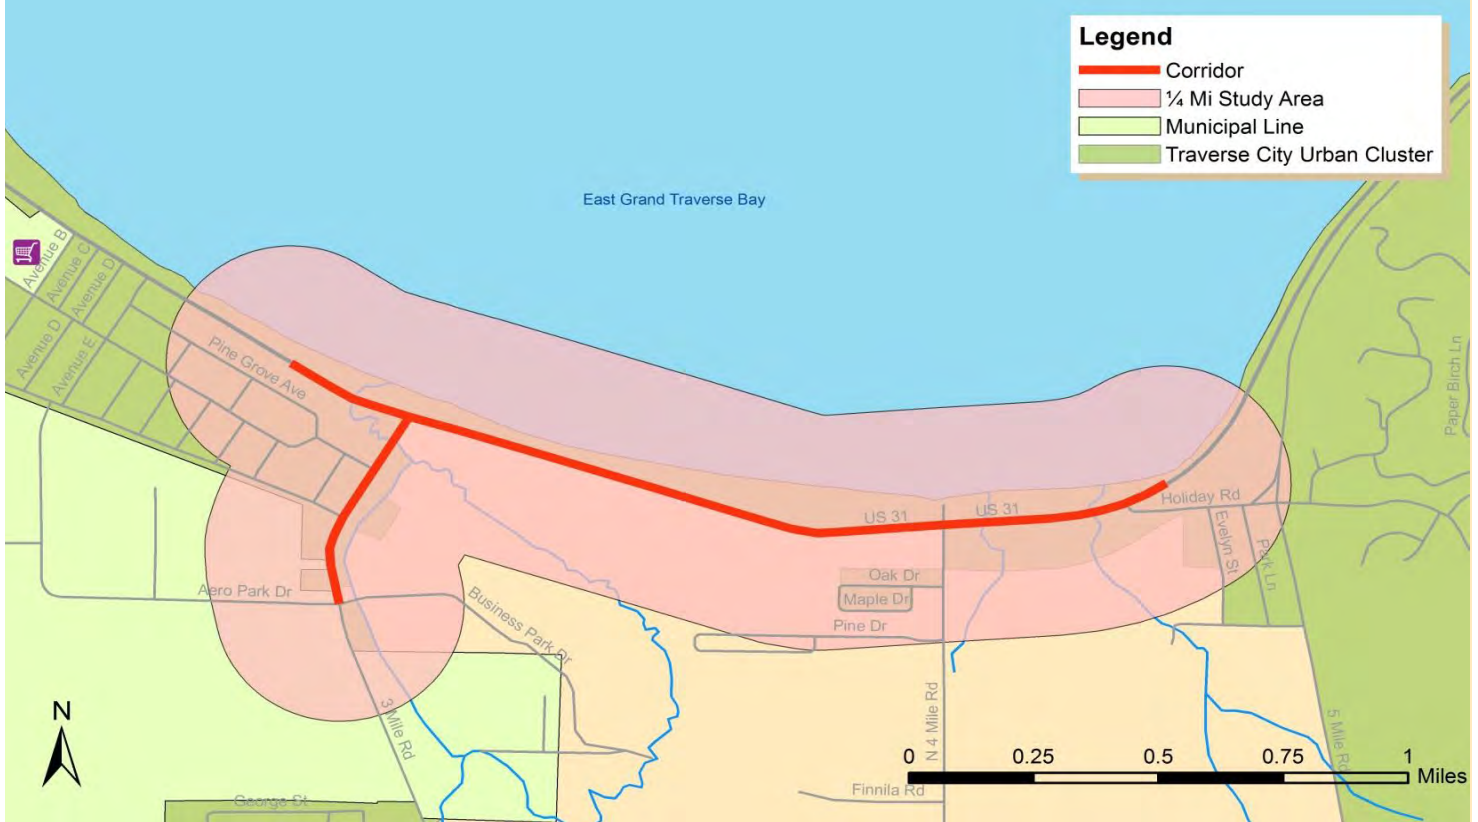 Legend
Corridor
¼ Mi Study Area
Municipal Line
Traverse City Urban Cluster
East Grand Traverse Bay
Avenue B
Avenue C
Avenue D
Avenue D
Avenue E
Pine Grove Ave
Paper Birch Ln
US 31
US 31
Holiday Rd
Evelyn St
Park Ln
Aero Park Dr
Business Park Dr
Oak Dr
Maple Dr
Pine Dr
3 Mile Rd
N 4 Mile Rd
5 Mile Rd
N
0 0.25 0.5 0.75 1
Miles
Finnila Rd
George St